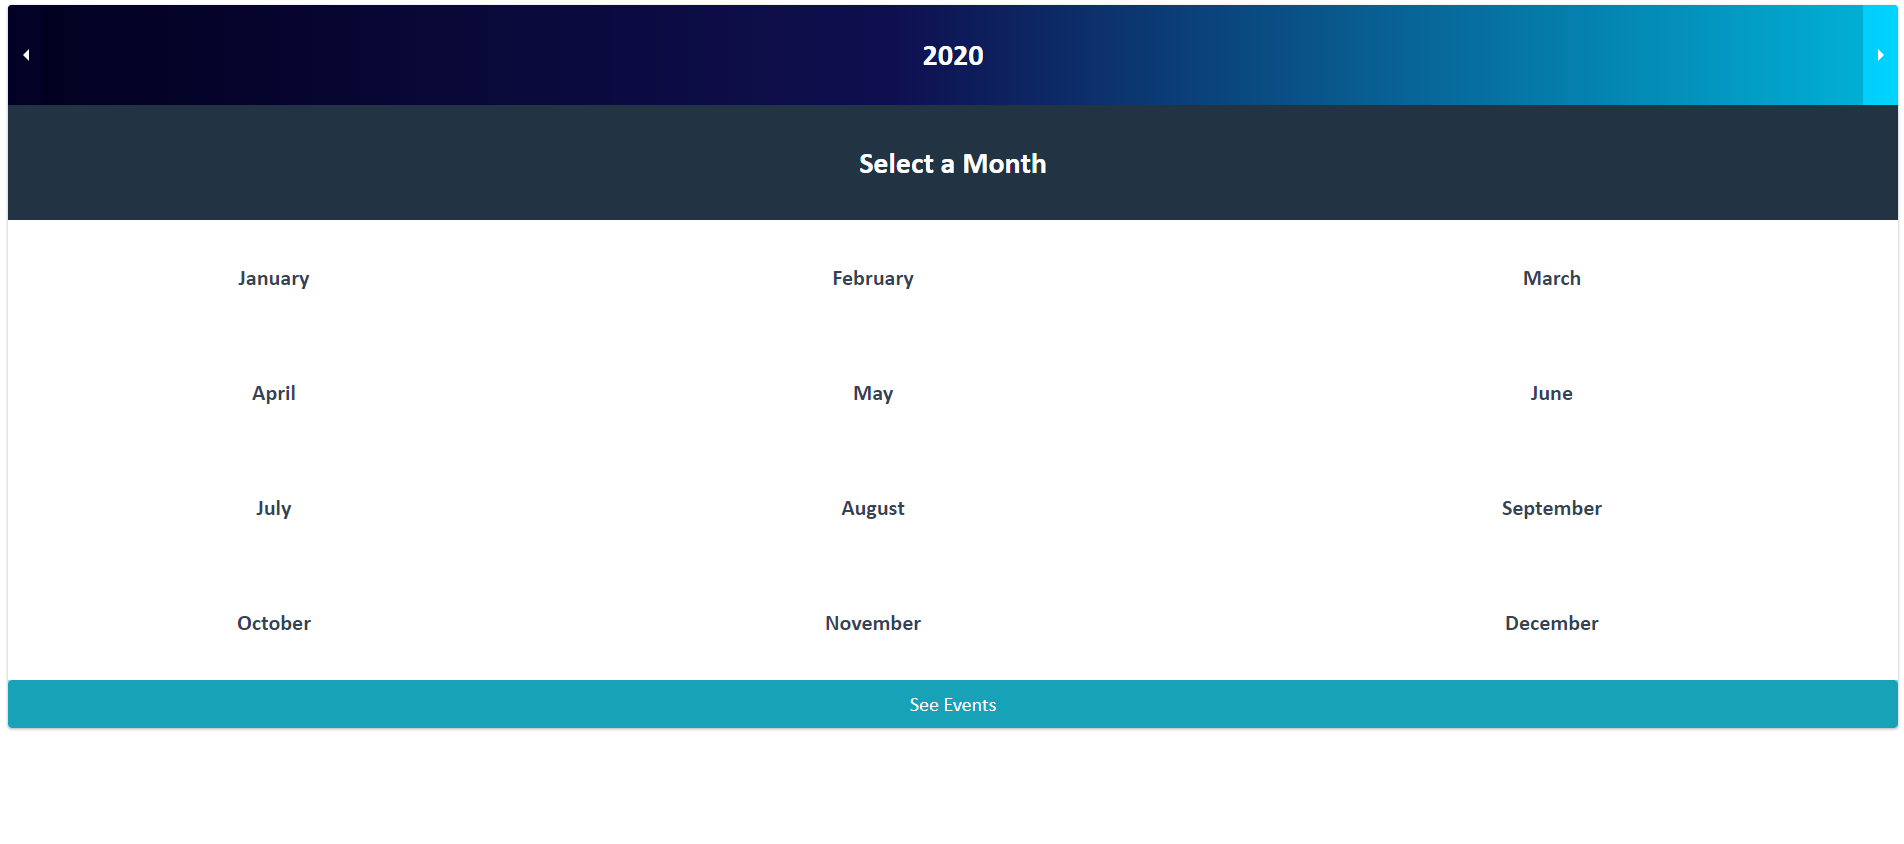 2020
Select a Month
January February March
April May June
July August September
October November December
See Events